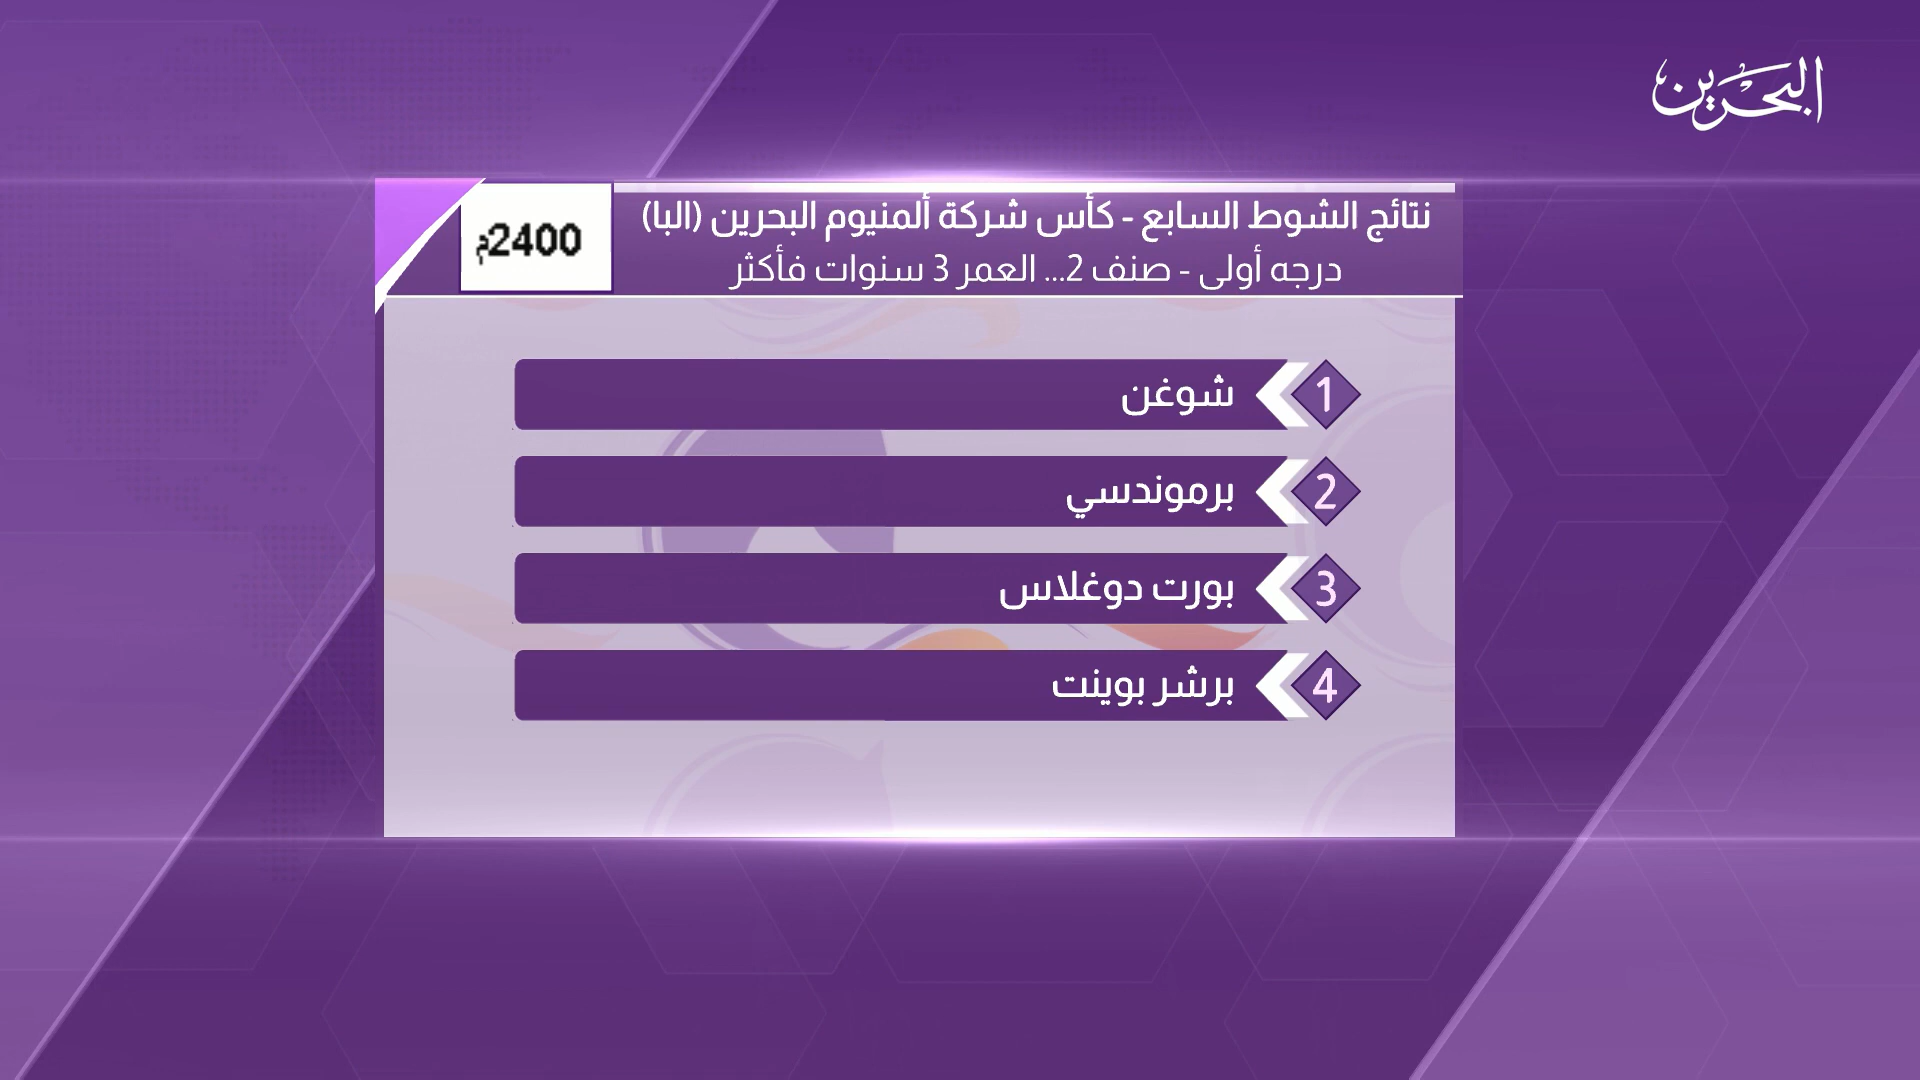 البحرين
نتائج الشوط السابع - كأس شركة ألمنيوم البحرين (البا)
درجه أولى - صنف 2... العمر 3 سنوات فأكثر
2400م
1 شوغن
2 برموندسي
3 بورت دوغلاس
4 برشر بوينت